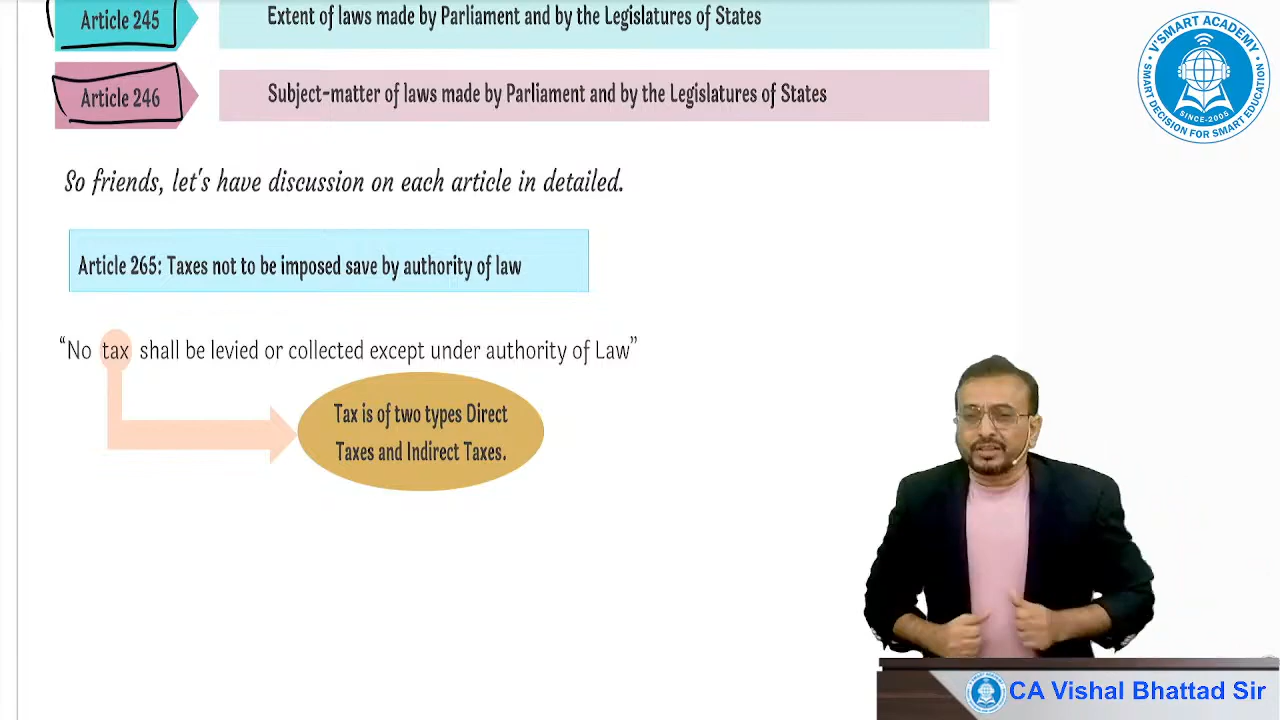 Article 245
Extent of laws made by Parliament and by the Legislatures of States
Article 246
Subject-matter of laws made by Parliament and by the Legislatures of States
So friends, let's have discussion on each article in detailed.
Article 265: Taxes not to be imposed save by authority of law
“No tax shall be levied or collected except under authority of Law”
Tax is of two types Direct
Taxes and Indirect Taxes.
V'SMART ACADEMY
SMART DECISION FOR SMART EDUCATION
SINCE-2005
CA Vishal Bhattad Sir